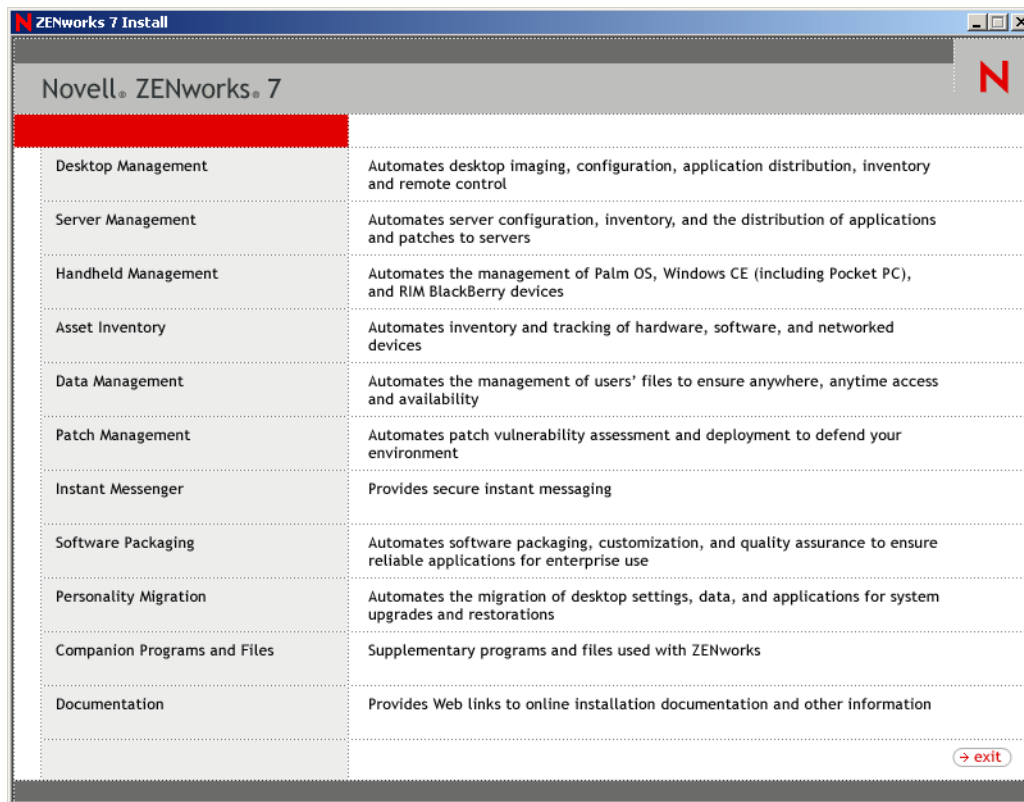 ZENworks 7 Install
Novell® ZENworks® 7
N
Desktop Management
Automates desktop imaging, configuration, application distribution, inventory
and remote control
Server Management
Automates server configuration, inventory, and the distribution of applications
and patches to servers
Handheld Management
Automates the management of Palm OS, Windows CE (including Pocket PC),
and RIM BlackBerry devices
Asset Inventory
Automates inventory and tracking of hardware, software, and networked
devices
Data Management
Automates the management of users’ files to ensure anywhere, anytime access
and availability
Patch Management
Automates patch vulnerability assessment and deployment to defend your
environment
Instant Messenger
Provides secure instant messaging
Software Packaging
Automates software packaging, customization, and quality assurance to ensure
reliable applications for enterprise use
Personality Migration
Automates the migration of desktop settings, data, and applications for system
upgrades and restorations
Companion Programs and Files
Supplementary programs and files used with ZENworks
Documentation
Provides Web links to online installation documentation and other information
→ exit